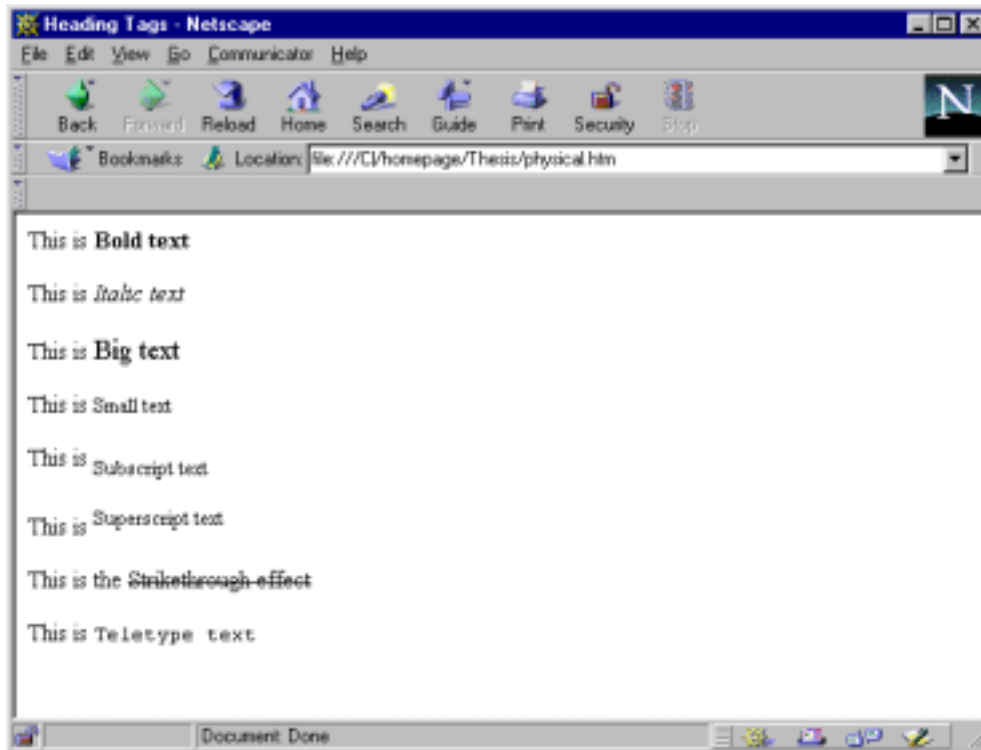 Heading Tags - Netscape
File Edit View Go Communicator Help
Back Forward Reload Home Search Guide Print Security Stop
N
Bookmarks Location: file:///C|/homepage/Thesis/physical.htm
This is Bold text
This is Italic text
This is Big text
This is Small text
This is Subscript text
This is Superscript text
This is the Strikethrough effect
This is Teletype text
Document: Done